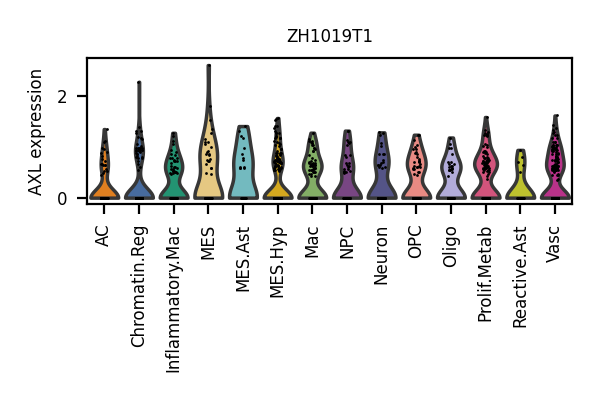 ZH1019T1
AXL expression
2
0
AC
Chromatin.Reg
Inflammatory.Mac
MES
MES.Ast
MES.Hyp
Mac
NPC
Neuron
OPC
Oligo
Prolif.Metab
Reactive.Ast
Vasc